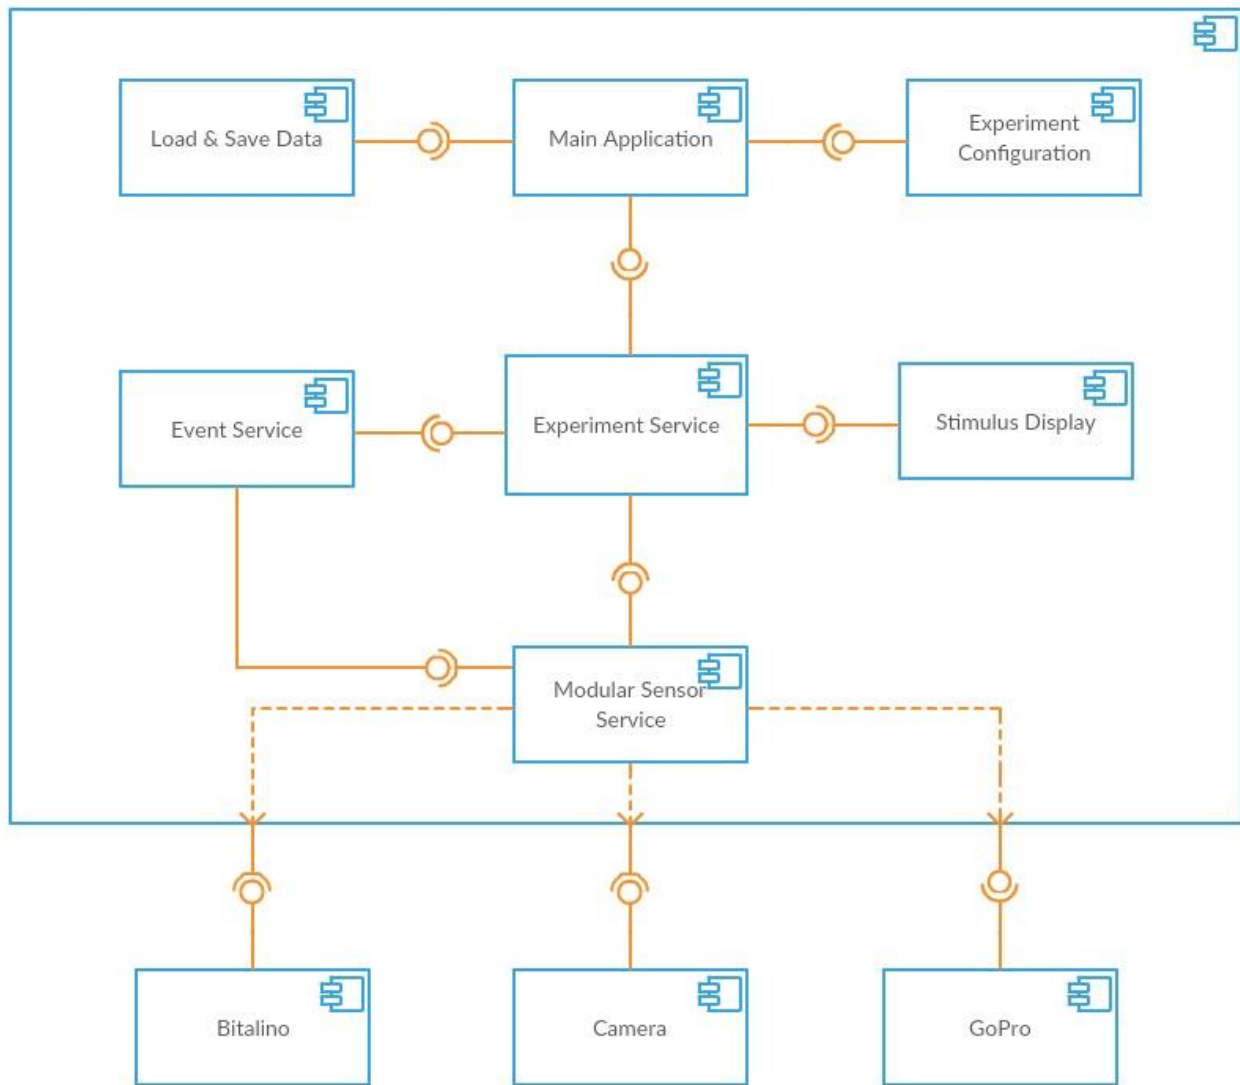 Load & Save Data
Main Application
Experiment
Configuration
Event Service
Experiment Service
Stimulus Display
Modular Sensor
Service
Bitalino
Camera
GoPro